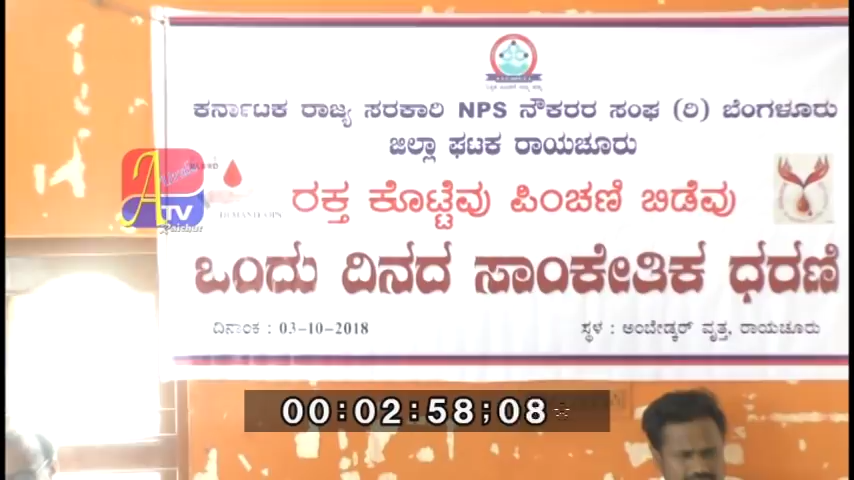 ಕರ್ನಾಟಕ ರಾಜ್ಯ ಸರಕಾರಿ NPS ನೌಕರರ ಸಂಘ (ರಿ) ಬೆಂಗಳೂರು
ಜಿಲ್ಲಾ ಘಟಕ ರಾಯಚೂರು
ರಕ್ತ ಕೊಟ್ಟೆವು ಪಿಂಚಣಿ ಬಿಡೆವು
A TV
Raichur
ಒಂದು ದಿನದ ಸಾಂಕೇತಿಕ ಧರಣಿ
ದಿನಾಂಕ : 03-10-2018
ಸ್ಥಳ : ಅಂಬೇಡ್ಕರ್ ವೃತ್ತ, ರಾಯಚೂರು
00:02:58;08